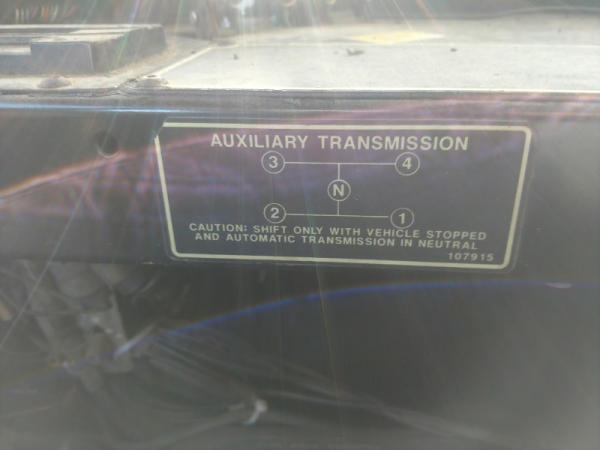 AUXILIARY TRANSMISSION
3 4
N
2 1
CAUTION: SHIFT ONLY WITH VEHICLE STOPPED
AND AUTOMATIC TRANSMISSION IN NEUTRAL
107915